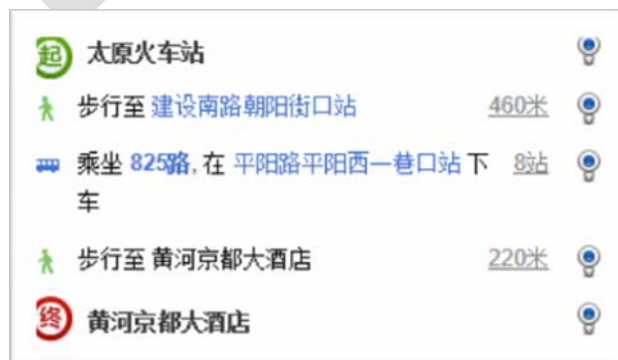 起 太原火车站
步行至 建设南路朝阳街口站 460米
乘坐 825路, 在 平阳路平阳西一巷口站 下 8站
车
步行至 黄河京都大酒店 220米
终 黄河京都大酒店